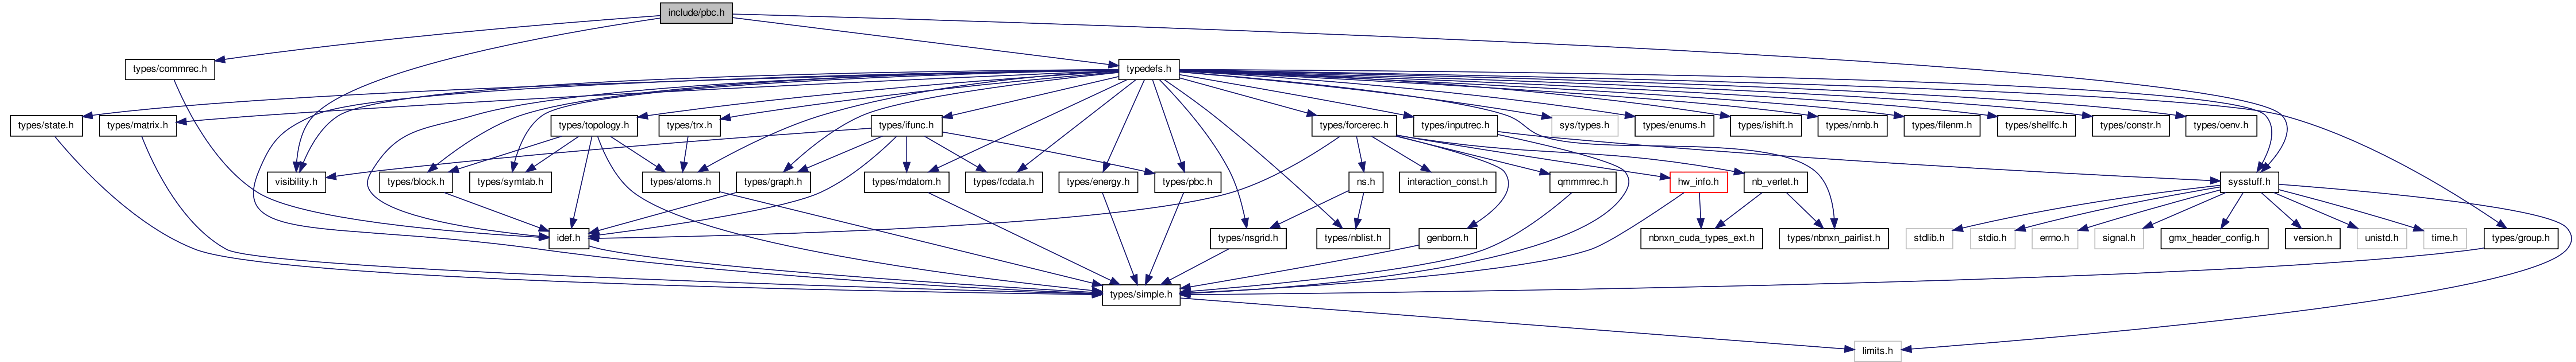 include/pbc.h
types/commrec.h
typedefs.h
types/state.h
types/matrix.h
types/topology.h
types/trx.h
types/ifunc.h
types/forcerec.h
types/inputrec.h
sys/types.h
types/enums.h
types/ishift.h
types/nrnb.h
types/filenm.h
types/shellfc.h
types/constr.h
types/oenv.h
visibility.h
types/block.h
types/symtab.h
types/atoms.h
types/graph.h
types/mdatom.h
types/fcdata.h
types/energy.h
types/pbc.h
ns.h
interaction_const.h
qmmmrec.h
hw_info.h
nb_verlet.h
sysstuff.h
idef.h
types/nsgrid.h
types/nblist.h
genborn.h
nbnxn_cuda_types_ext.h
types/nbnxn_pairlist.h
stdlib.h
stdio.h
errno.h
signal.h
gmx_header_config.h
version.h
unistd.h
time.h
types/group.h
types/simple.h
limits.h